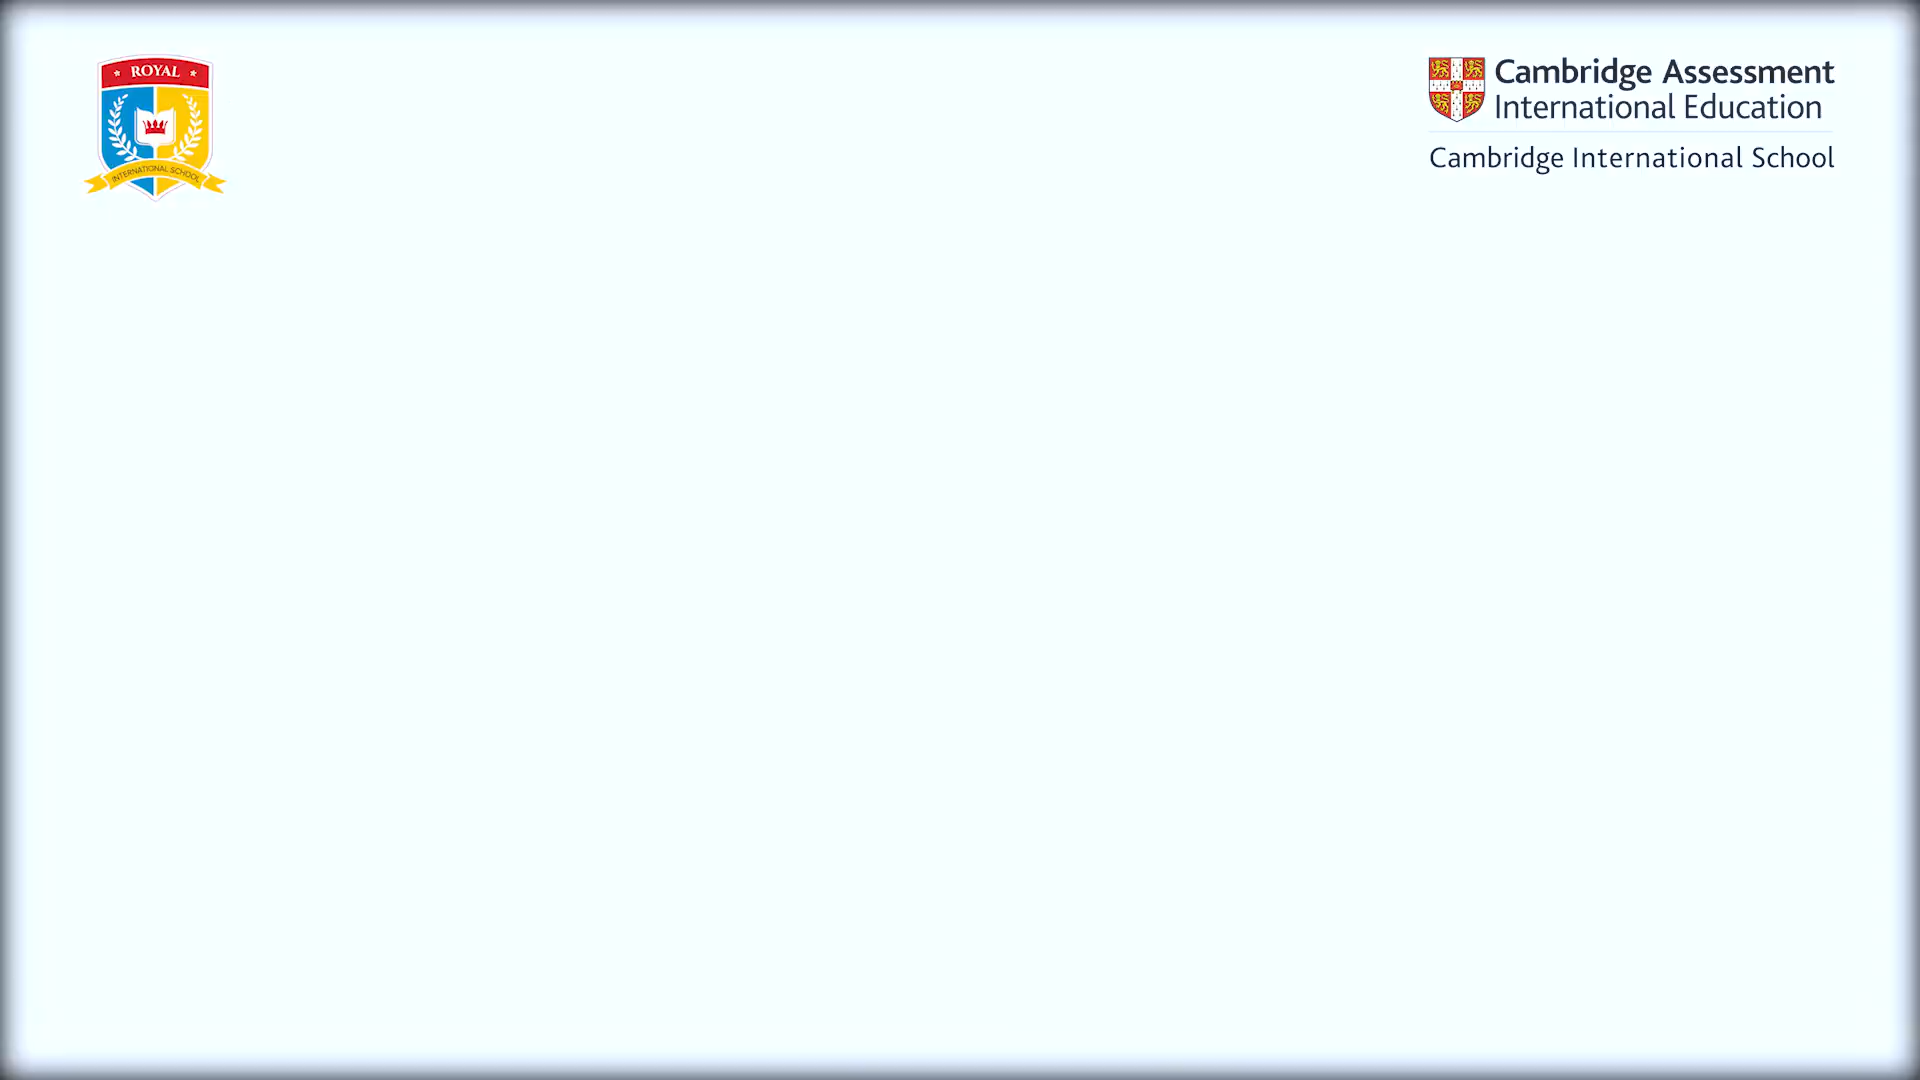 ROYAL
INTERNATIONAL SCHOOL
Cambridge Assessment
International Education
Cambridge International School